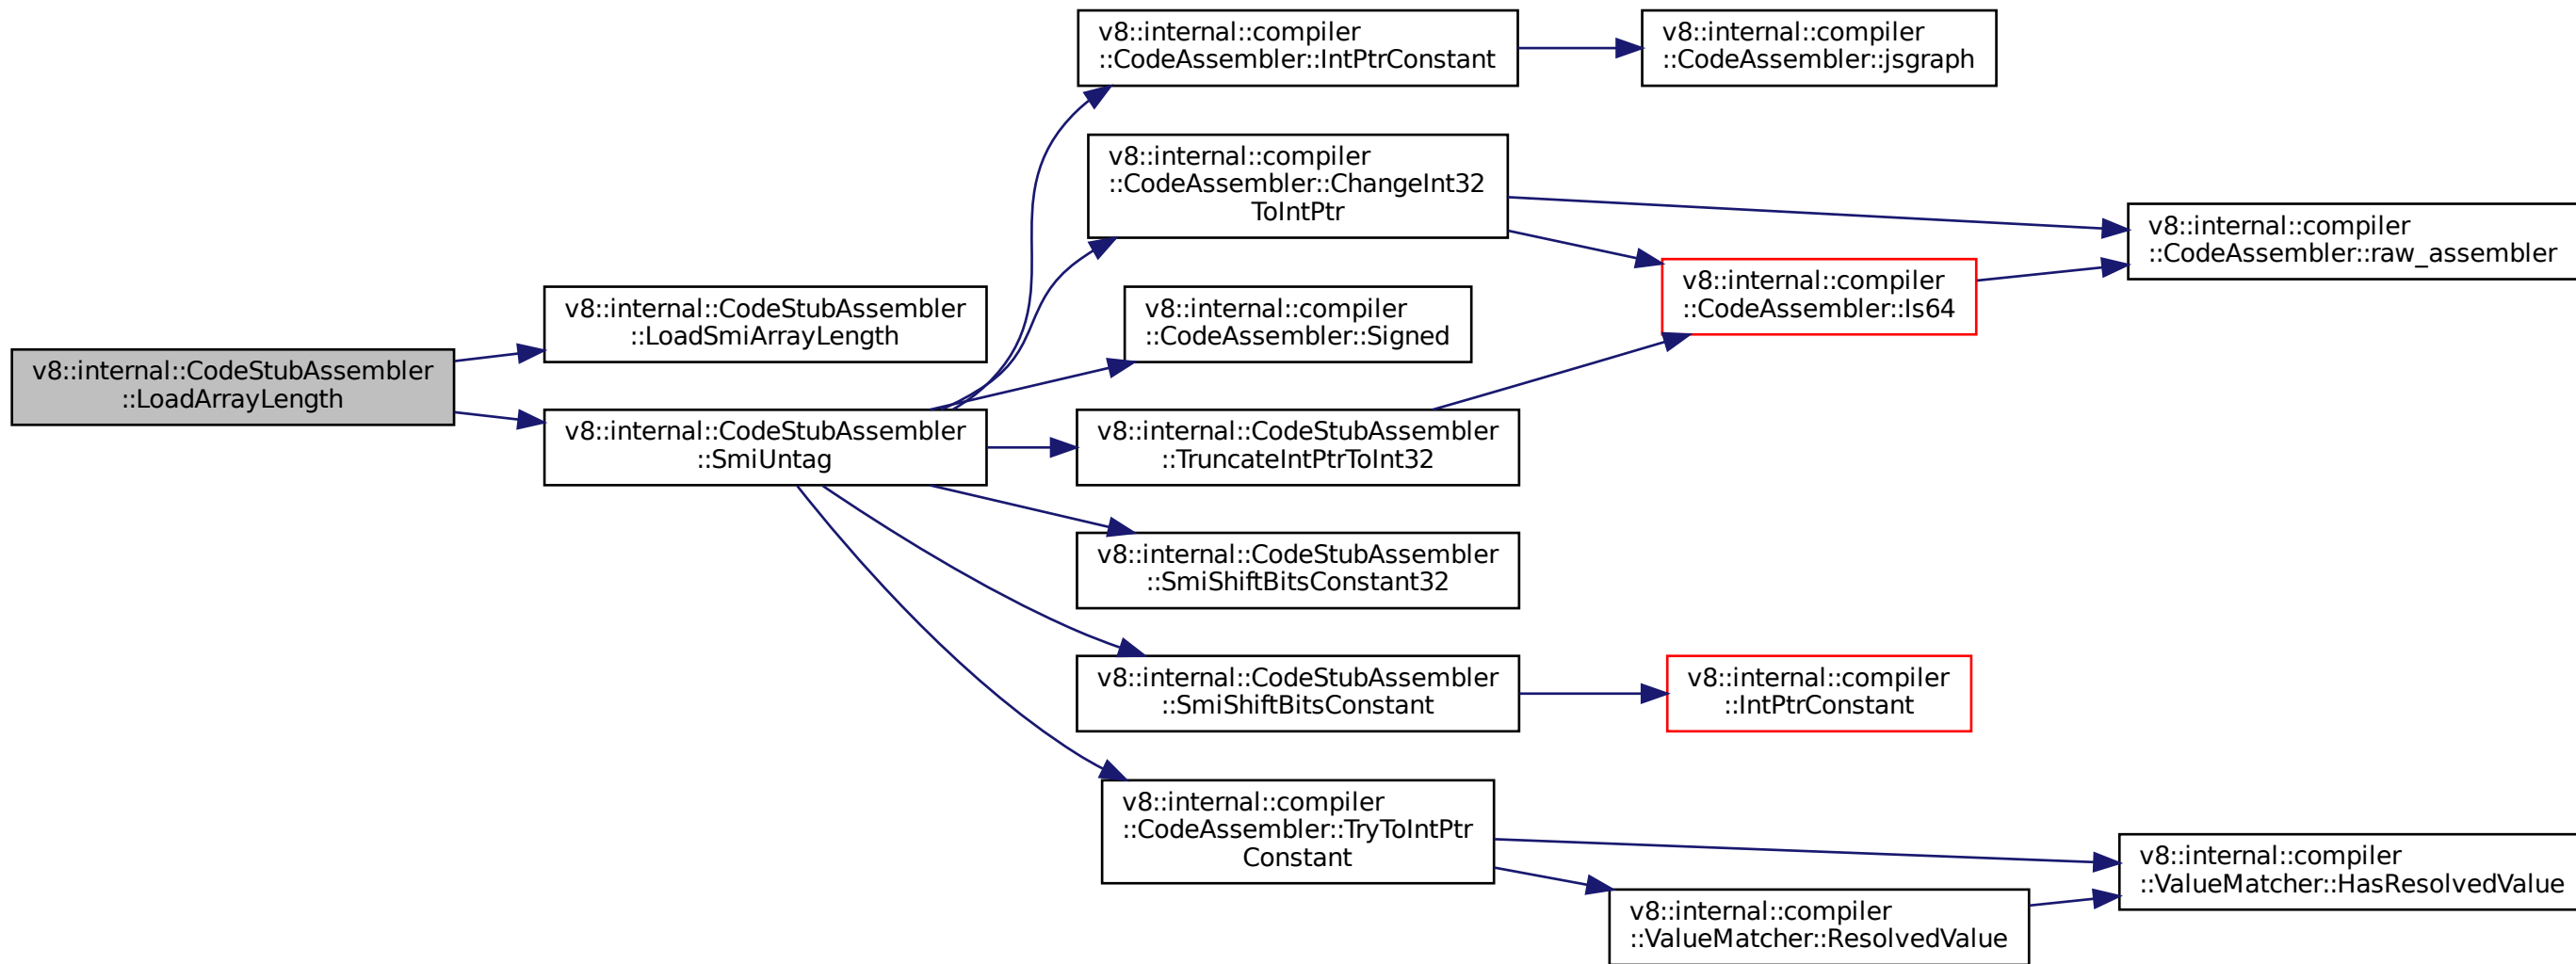 v8::internal::CodeStubAssembler
::LoadArrayLength
v8::internal::CodeStubAssembler
::LoadSmiArrayLength
v8::internal::CodeStubAssembler
::SmiUntag
v8::internal::compiler
::CodeAssembler::IntPtrConstant
v8::internal::compiler
::CodeAssembler::jsgraph
v8::internal::compiler
::CodeAssembler::ChangeInt32
ToIntPtr
v8::internal::compiler
::CodeAssembler::raw_assembler
v8::internal::compiler
::CodeAssembler::Is64
v8::internal::compiler
::CodeAssembler::Signed
v8::internal::CodeStubAssembler
::TruncateIntPtrToInt32
v8::internal::CodeStubAssembler
::SmiShiftBitsConstant32
v8::internal::CodeStubAssembler
::SmiShiftBitsConstant
v8::internal::compiler
::IntPtrConstant
v8::internal::compiler
::CodeAssembler::TryToIntPtr
Constant
v8::internal::compiler
::ValueMatcher::HasResolvedValue
v8::internal::compiler
::ValueMatcher::ResolvedValue